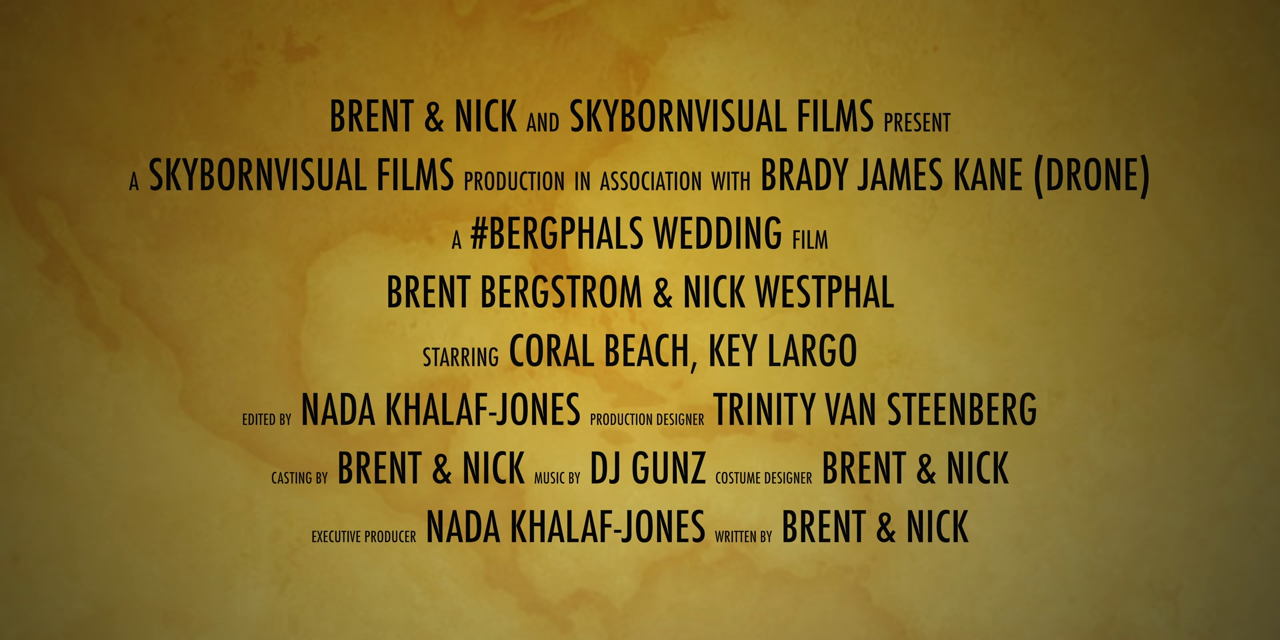 BRENT & NICK AND SKYBORNVISUAL FILMS PRESENT
A SKYBORNVISUAL FILMS PRODUCTION IN ASSOCIATION WITH BRADY JAMES KANE (DRONE)
A #BERGPHALS WEDDING FILM
BRENT BERGSTROM & NICK WESTPHAL
STARRING CORAL BEACH, KEY LARGO
EDITED BY NADA KHALAF-JONES PRODUCTION DESIGNER TRINITY VAN STEENBERG
CASTING BY BRENT & NICK MUSIC BY DJ GUNZ COSTUME DESIGNER BRENT & NICK
EXECUTIVE PRODUCER NADA KHALAF-JONES WRITTEN BY BRENT & NICK